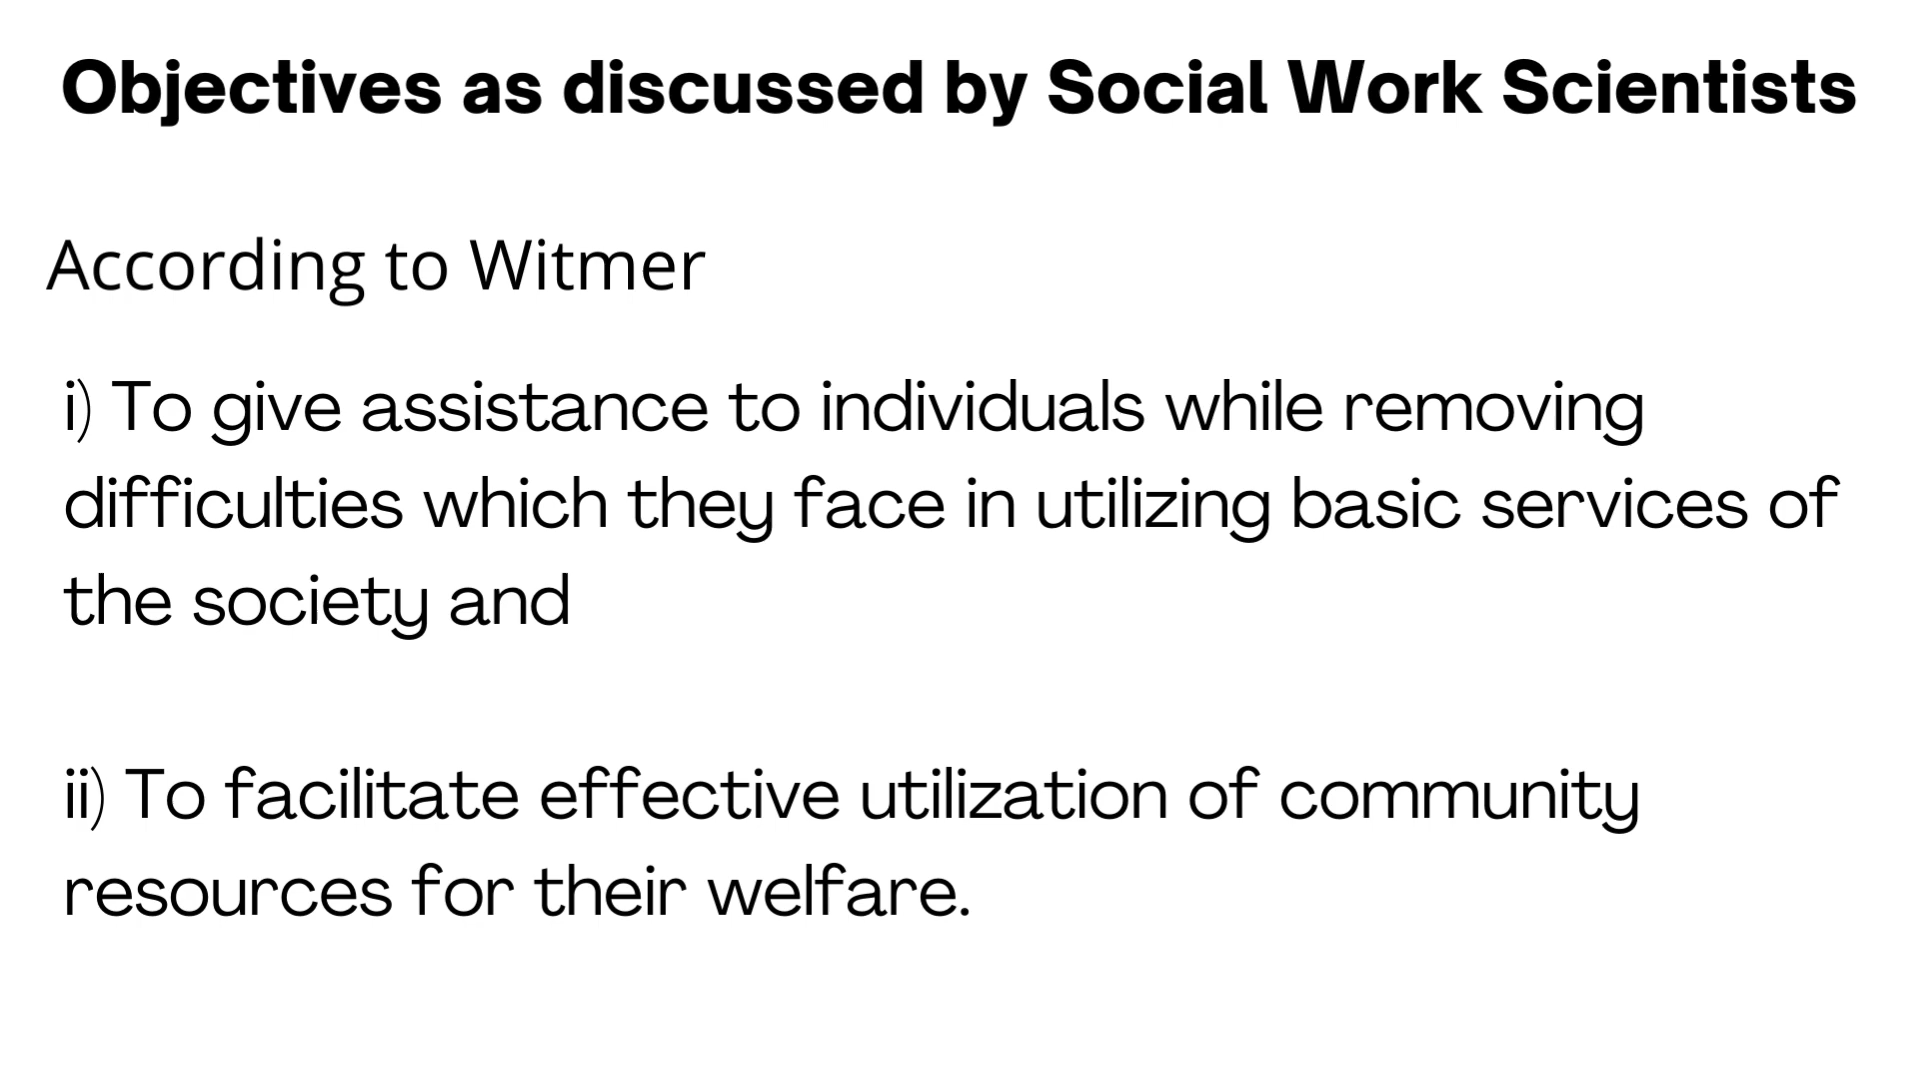 Objectives as discussed by Social Work Scientists
According to Witmer
i) To give assistance to individuals while removing
difficulties which they face in utilizing basic services of
the society and
ii) To facilitate effective utilization of community
resources for their welfare.